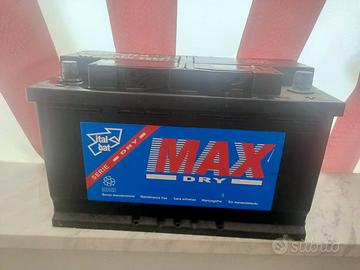 ital
bat
SERIE DRY
MAX
DRY
Senza manutenzione Maintenance free Sans entretien Wartungsfrei Sin mantenimiento
subito